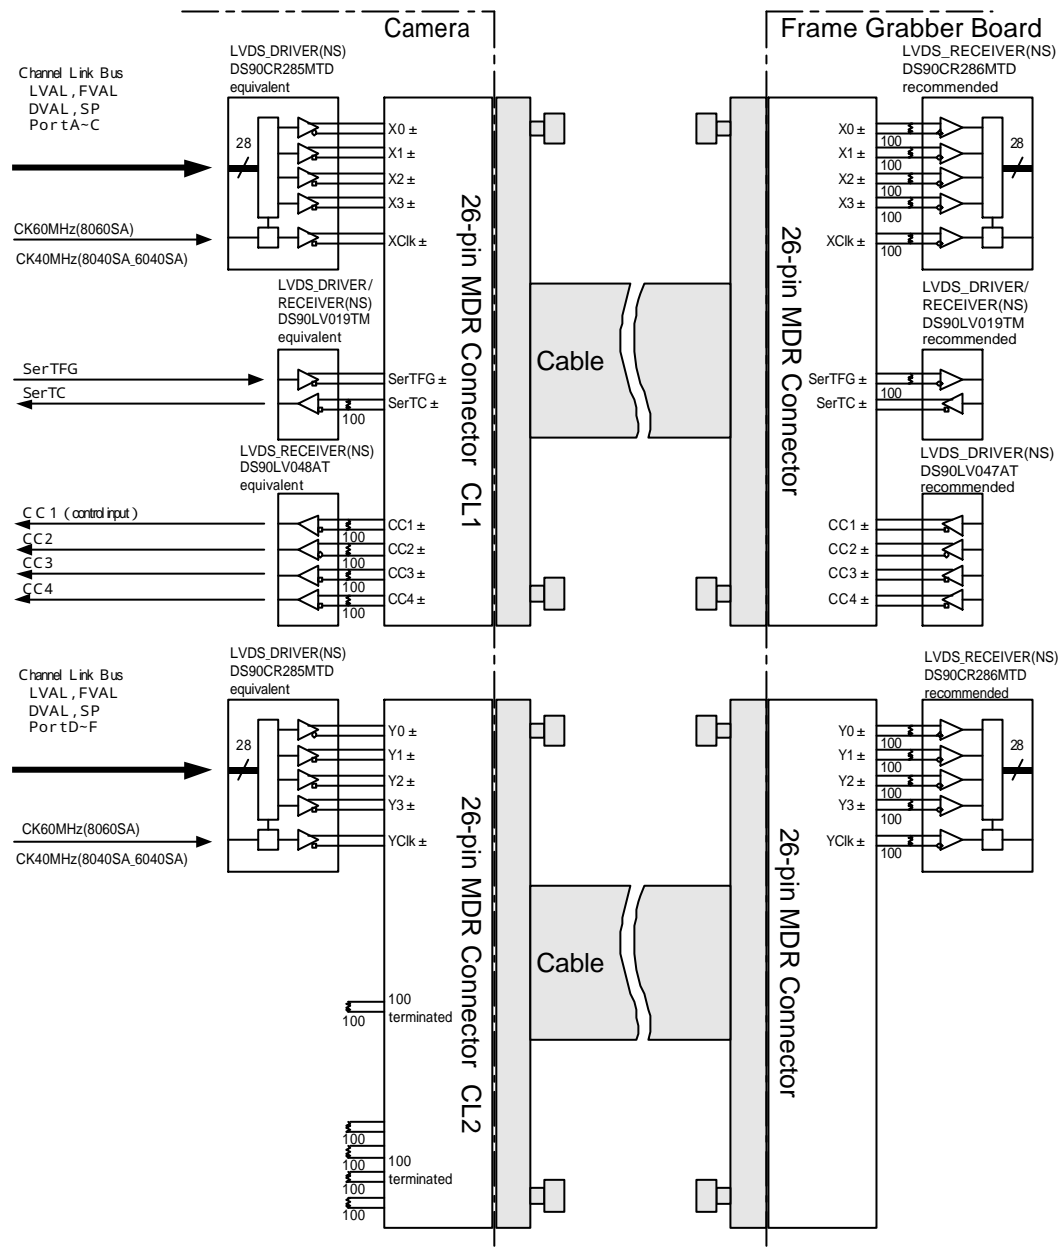 Camera
Frame Grabber Board
LVDS_DRIVER(NS)
DS90CR285MTD
equivalent
LVDS_RECEIVER(NS)
DS90CR286MTD
recommended
Channel Link Bus
LVAL,FVAL
DVAL,SP
PortA~C
28
X0 ±
X1 ±
X2 ±
X3 ±
XClk ±
CK60MHz(8060SA)
CK40MHz(8040SA,6040SA)
26-pin MDR Connector CL1
X0 ±
100
X1 ±
100
X2 ±
100
X3 ±
100
XClk ±
100
28
26-pin MDR Connector
LVDS_DRIVER/
RECEIVER(NS)
DS90LV019TM
equivalent
LVDS_DRIVER/
RECEIVER(NS)
DS90LV019TM
recommended
Cable
SerTFG
SerTC
SerTFG ±
SerTC ±
100
SerTFG ±
100
SerTC ±
LVDS_RECEIVER(NS)
DS90LV048AT
equivalent
LVDS_DRIVER(NS)
DS90LV047AT
recommended
CC1 (control input)
CC2
CC3
CC4
CC1 ±
100
CC2 ±
100
CC3 ±
100
CC4 ±
100
CC1 ±
CC2 ±
CC3 ±
CC4 ±
LVDS_DRIVER(NS)
DS90CR285MTD
equivalent
LVDS_RECEIVER(NS)
DS90CR286MTD
recommended
Channel Link Bus
LVAL,FVAL
DVAL,SP
PortD~F
28
Y0 ±
Y1 ±
Y2 ±
Y3 ±
YClk ±
CK60MHz(8060SA)
CK40MHz(8040SA,6040SA)
26-pin MDR Connector CL2
Y0 ±
100
Y1 ±
100
Y2 ±
100
Y3 ±
100
YClk ±
100
28
26-pin MDR Connector
Cable
100
terminated
100
100
100
100
terminated
100
100